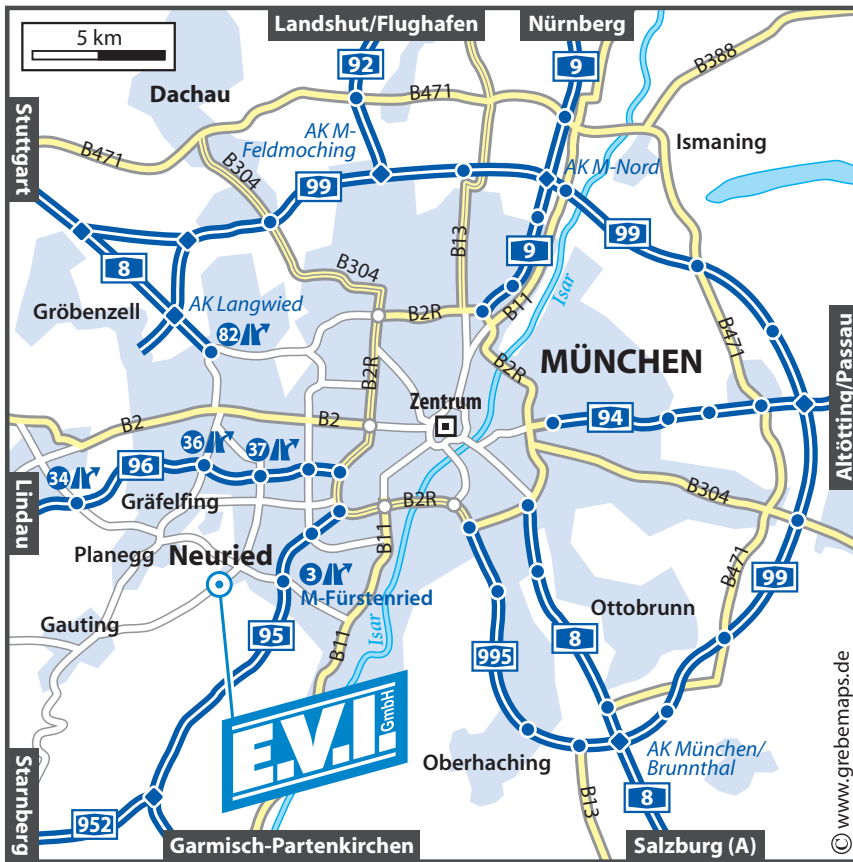 Landshut/Flughafen
Nürnberg
5 km
92
9
B388
Dachau
B471
Stuttgart
AK M-
Feldmoching
Ismaning
B471
B304
99
AK M-Nord
99
B13
9
8
B304
Isar
Gröbenzell
AK Langwied
B2R
B11
82
B471
B2R
B2R
MÜNCHEN
Altötting/Passau
Zentrum
B2
B2
94
36
37
34
96
Lindau
Gräfelfing
B2R
B304
B11
Planegg
Neuried
B471
99
3
M-Fürstenried
Ottobrunn
Gauting
95
B11
Isar
995
8
E.V.I.
GmbH
Oberhaching
AK München/
Brunnthal
Starnberg
952
B13
8
Garmisch-Partenkirchen
Salzburg (A)
© www.grebemaps.de